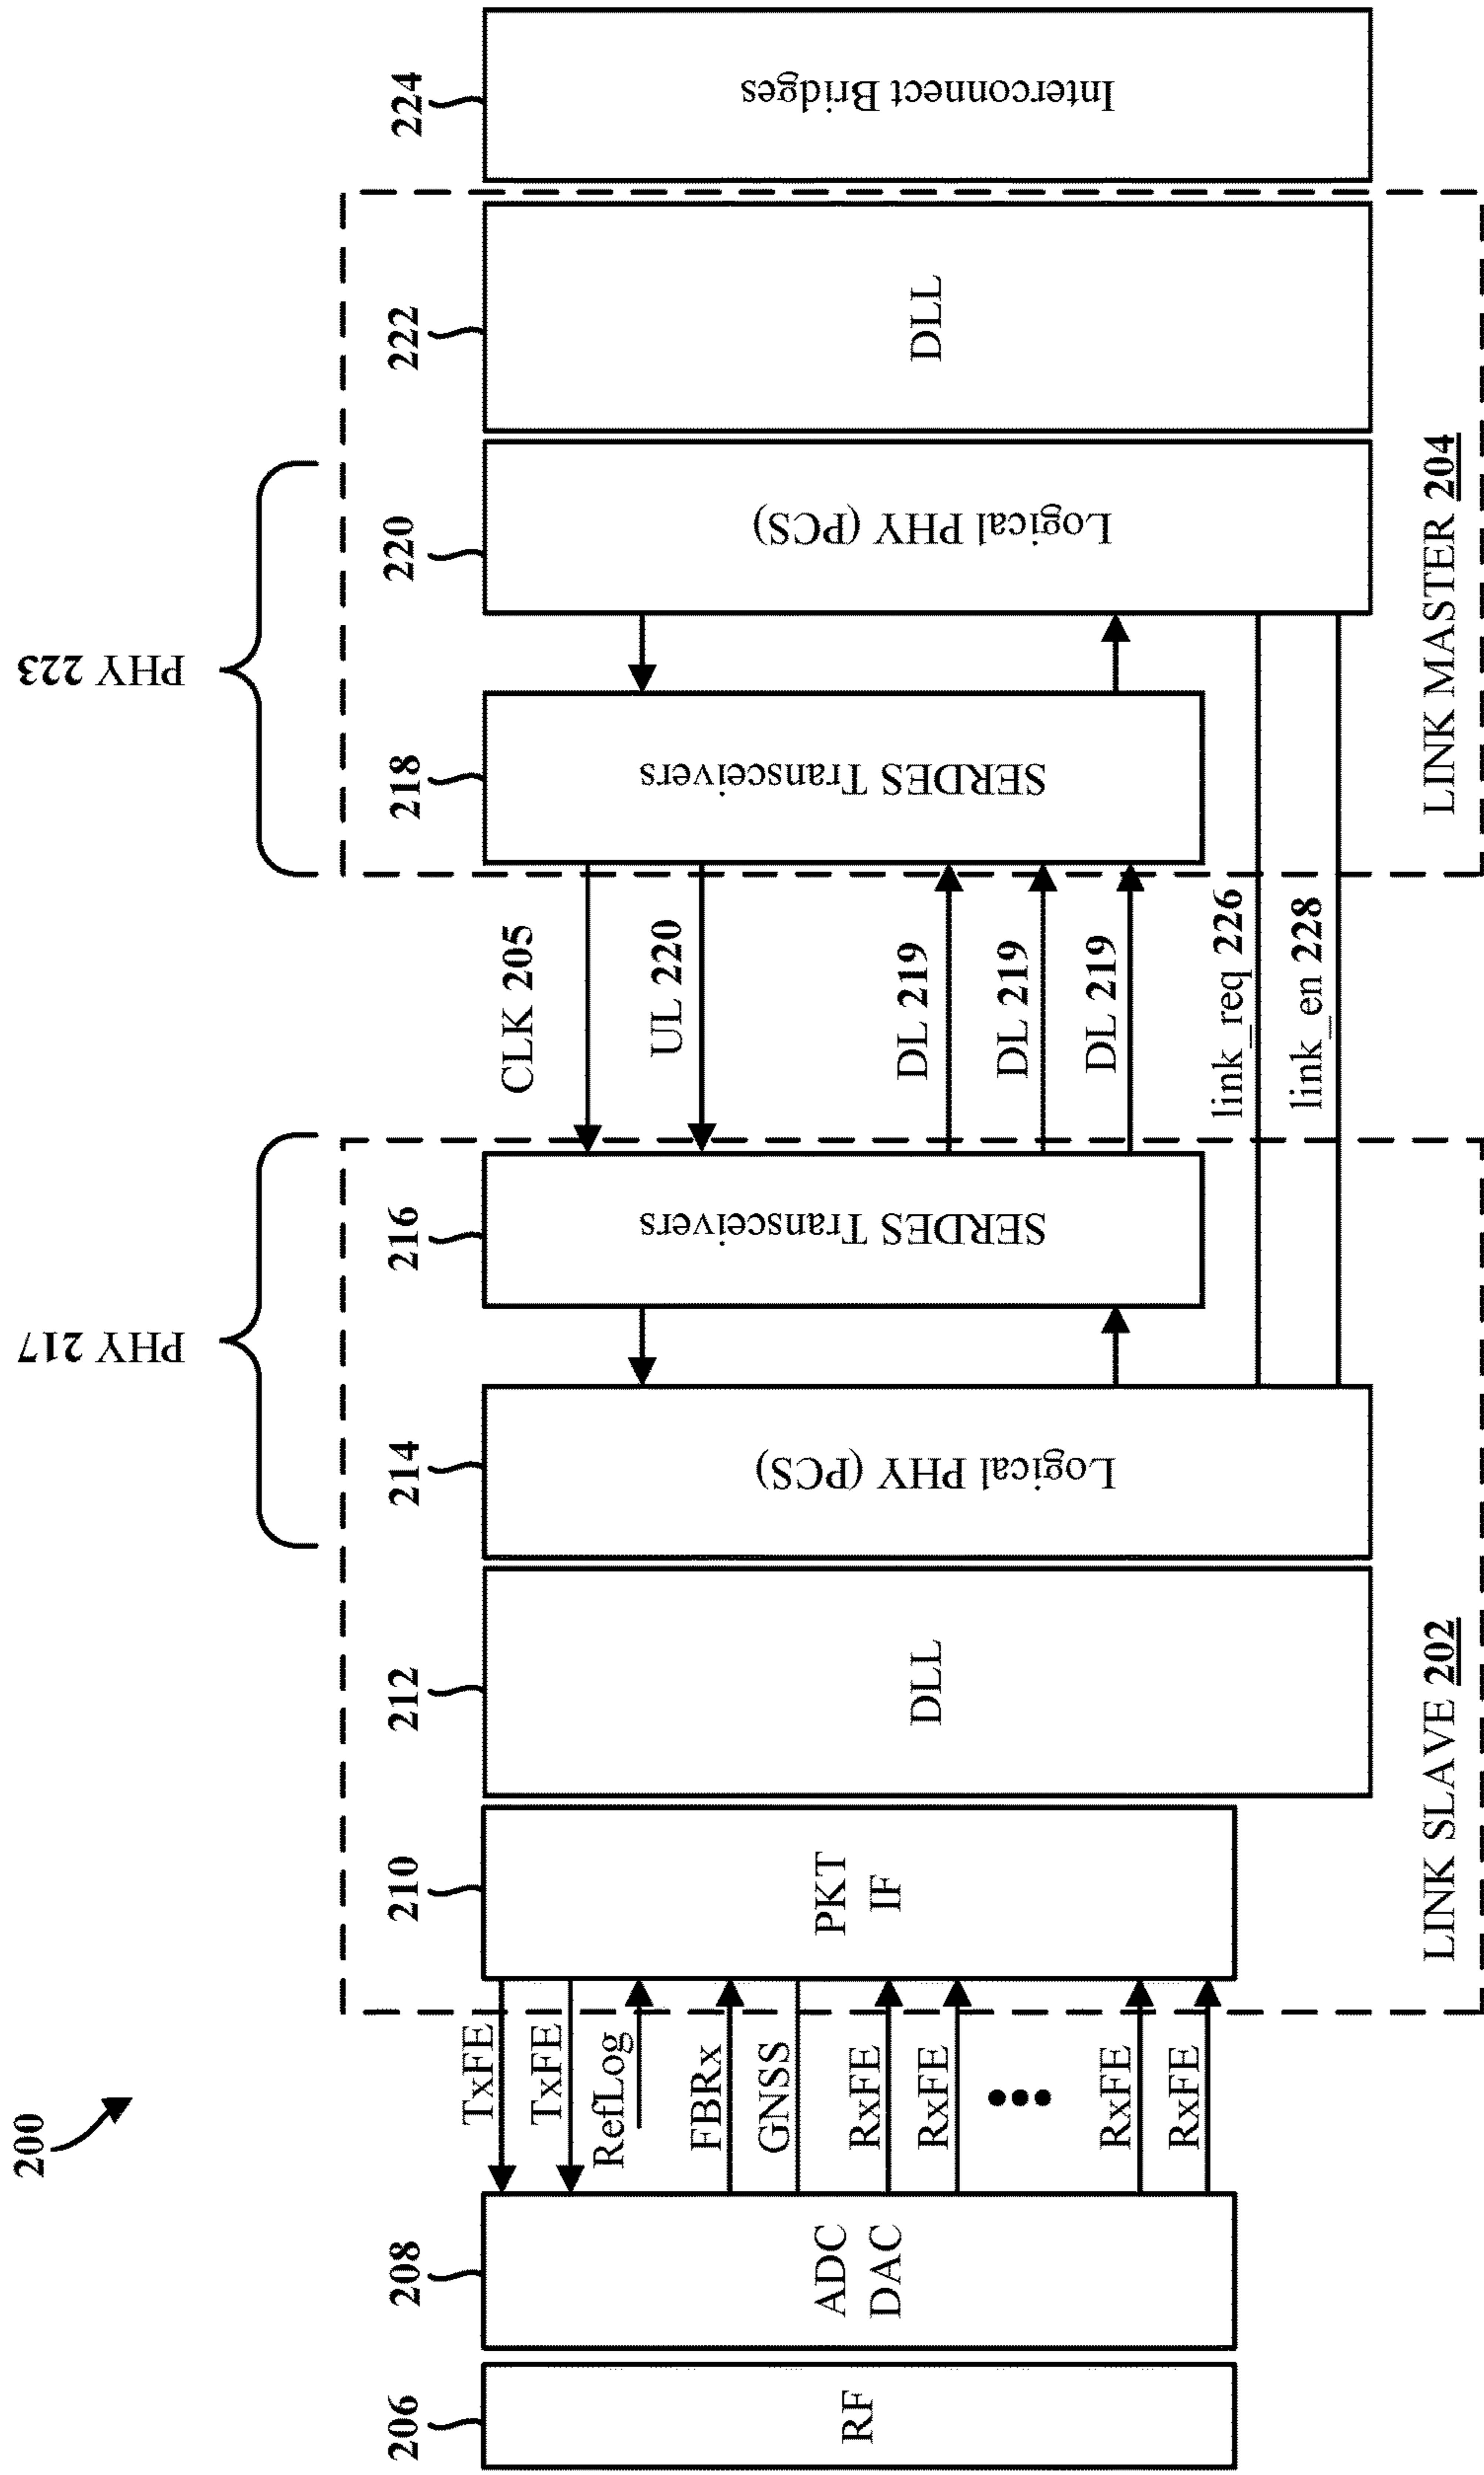 200
PHY 217
PHY 223
206
208
210
212
214
216
218
220
222
224
RF
ADC
DAC
TxFE
TxFE
RefLog
FBRx
GNSS
RxFE
RxFE
RxFE
RxFE
PKT
IF
DLL
Logical PHY (PCS)
SERDES Transceivers
CLK 205
UL 220
DL 219
DL 219
DL 219
link_req 226
link_en 228
SERDES Transceivers
Logical PHY (PCS)
DLL
Interconnect Bridges
LINK SLAVE 202
LINK MASTER 204